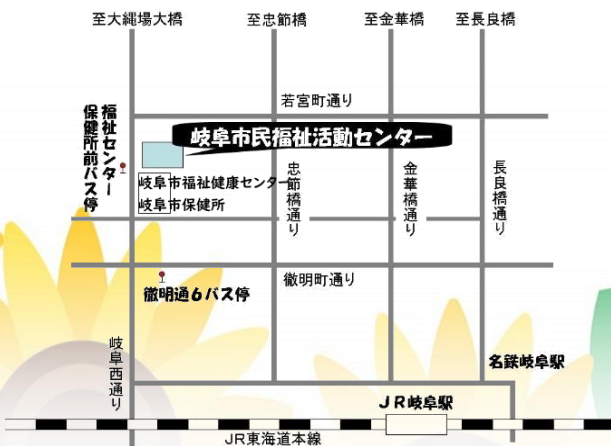 至大縄場大橋
至忠節橋
至金華橋
至長良橋
若宮町通り
福祉センター
保健所前バス停
岐阜市民福祉活動センター
岐阜市福祉健康センター
岐阜市保健所
忠節橋通り
金華橋通り
長良橋通り
徹明町通り
徹明通6バス停
岐阜西通り
名鉄岐阜駅
JR岐阜駅
JR東海道本線